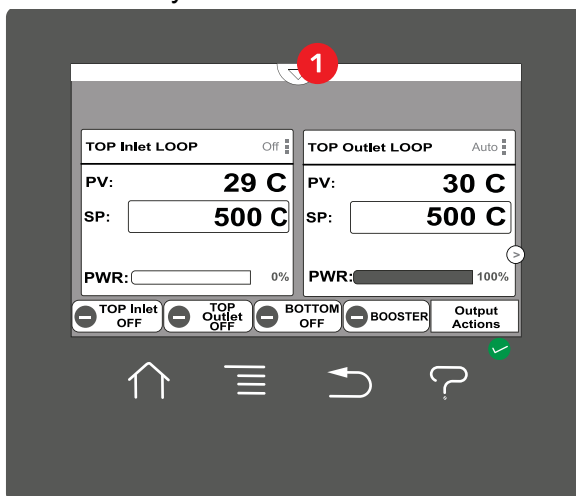 1
TOP Inlet LOOP Off
PV: 29 C
SP: 500 C
PWR: 0%
TOP Outlet LOOP Auto
PV: 30 C
SP: 500 C
PWR: 100%
TOP Inlet
OFF
TOP
Outlet
OFF
BOTTOM
OFF
BOOSTER
Output
Actions